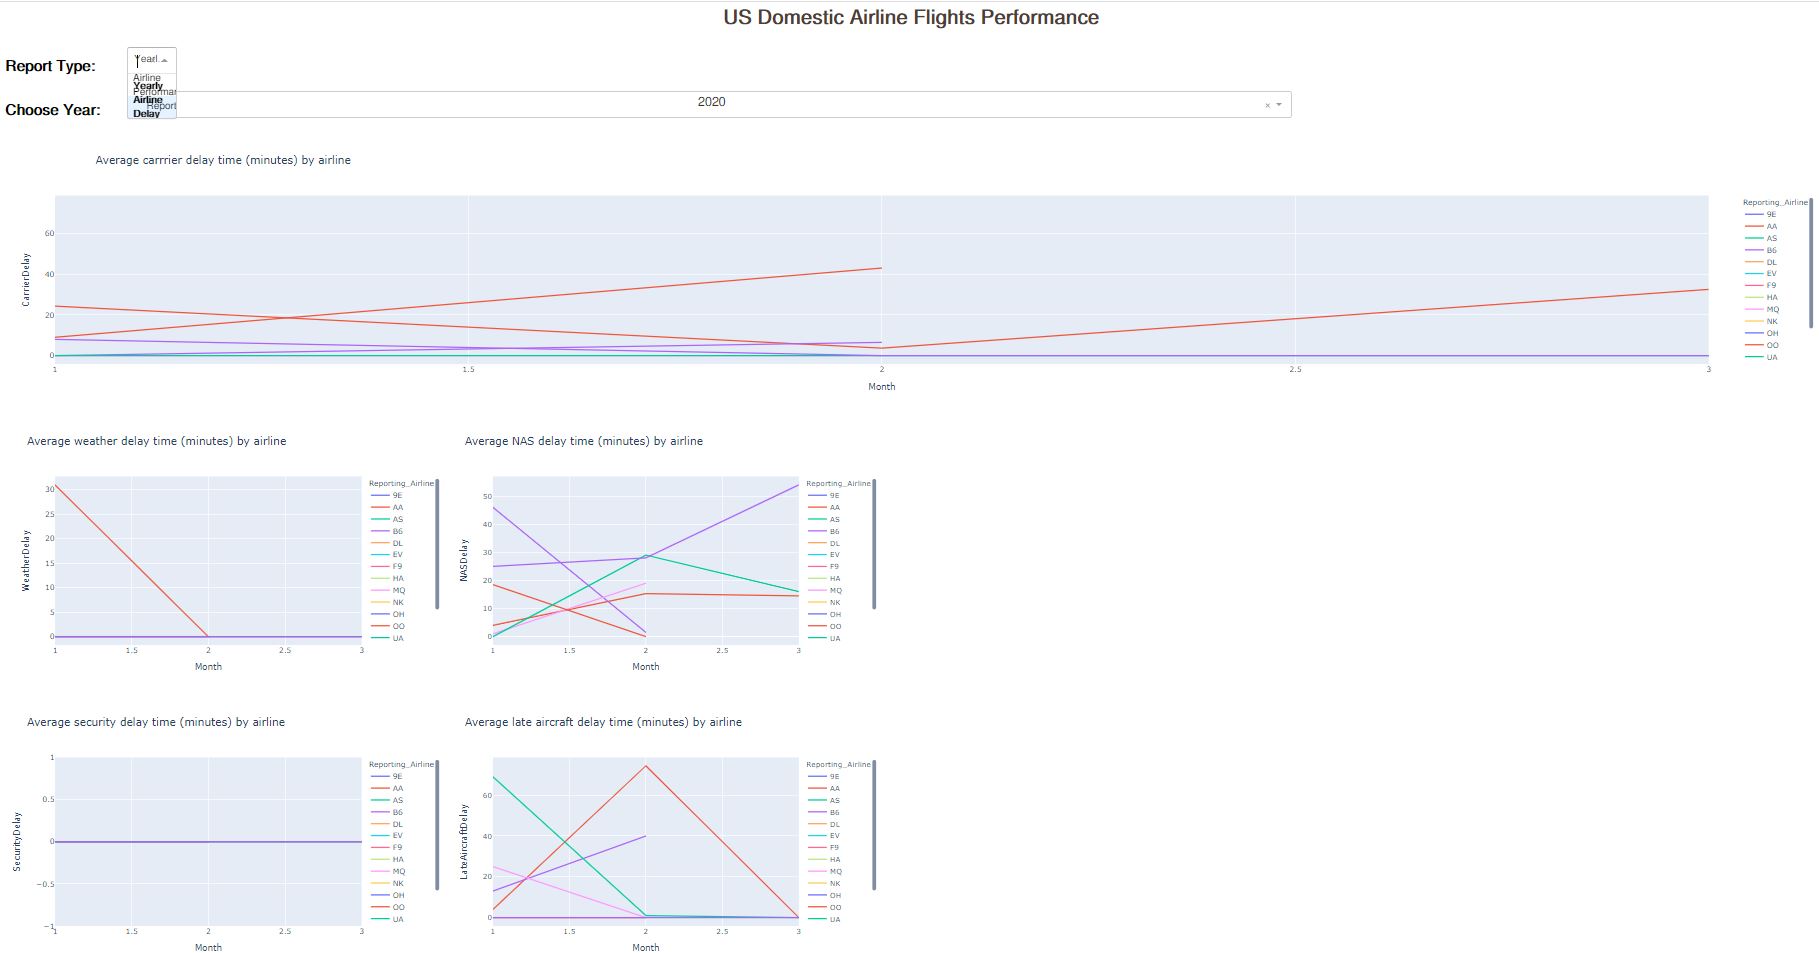 US Domestic Airline Flights Performance
Report Type:
Yearl
Airline
Performan
Report
Yearly
Airline
Delay
Choose Year:
2020
×
Average carrrier delay time (minutes) by airline
CarrierDelay
60
40
20
0
1
1.5
2
2.5
3
Month
Reporting_Airline
9E
AA
AS
B6
DL
EV
F9
HA
MQ
NK
OH
OO
UA
Average weather delay time (minutes) by airline
WeatherDelay
30
25
20
15
10
5
0
1
1.5
2
2.5
3
Month
Reporting_Airline
9E
AA
AS
B6
DL
EV
F9
HA
MQ
NK
OH
OO
UA
Average NAS delay time (minutes) by airline
NASDelay
50
40
30
20
10
0
1
1.5
2
2.5
3
Month
Reporting_Airline
9E
AA
AS
B6
DL
EV
F9
HA
MQ
NK
OH
OO
UA
Average security delay time (minutes) by airline
SecurityDelay
1
0.5
0
−0.5
−1
1
1.5
2
2.5
3
Month
Reporting_Airline
9E
AA
AS
B6
DL
EV
F9
HA
MQ
NK
OH
OO
UA
Average late aircraft delay time (minutes) by airline
LateAircraftDelay
60
40
20
0
1
1.5
2
2.5
3
Month
Reporting_Airline
9E
AA
AS
B6
DL
EV
F9
HA
MQ
NK
OH
OO
UA